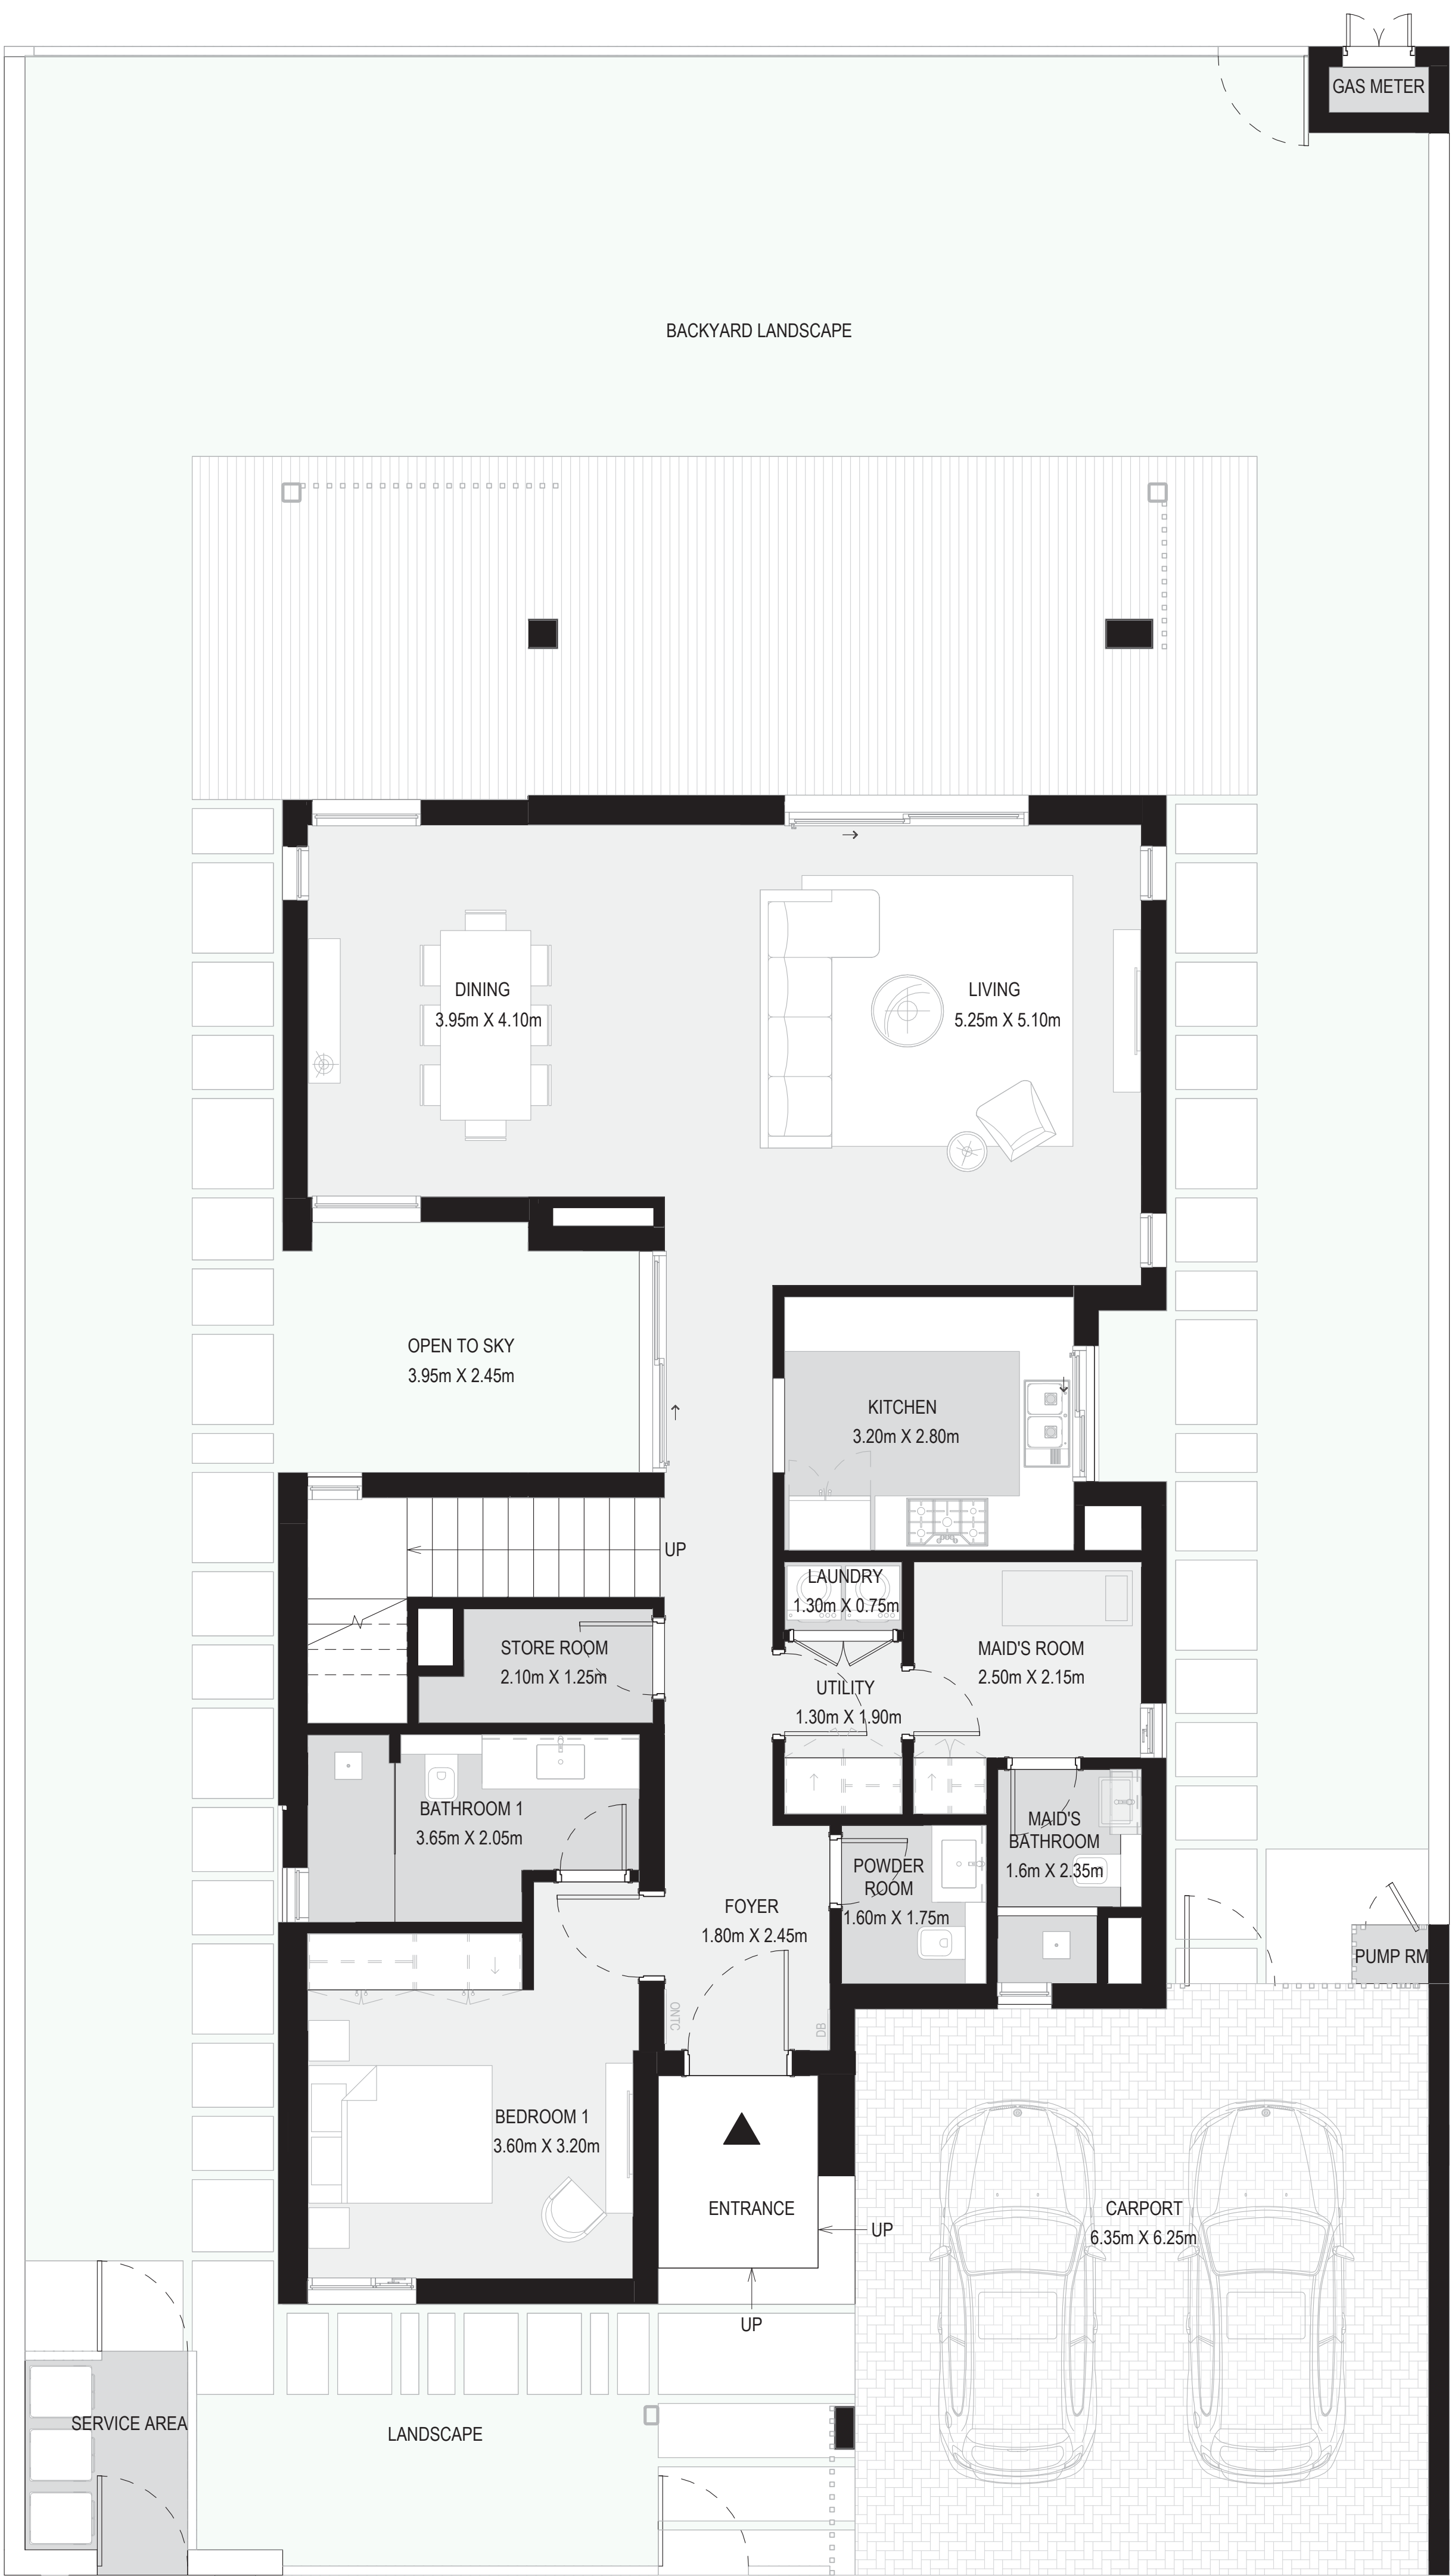 GAS METER
BACKYARD LANDSCAPE
DINING
3.95m X 4.10m
LIVING
5.25m X 5.10m
OPEN TO SKY
3.95m X 2.45m
KITCHEN
3.20m X 2.80m
UP
LAUNDRY
1.30m X 0.75m
STORE ROOM
2.10m X 1.25m
MAID'S ROOM
2.50m X 2.15m
UTILITY
1.30m X 1.90m
BATHROOM 1
3.65m X 2.05m
MAID'S
BATHROOM
1.6m X 2.35m
POWDER
ROOM
1.60m X 1.75m
FOYER
1.80m X 2.45m
PUMP RM
ONTC
DB
BEDROOM 1
3.60m X 3.20m
ENTRANCE
UP
CARPORT
6.35m X 6.25m
UP
SERVICE AREA
LANDSCAPE